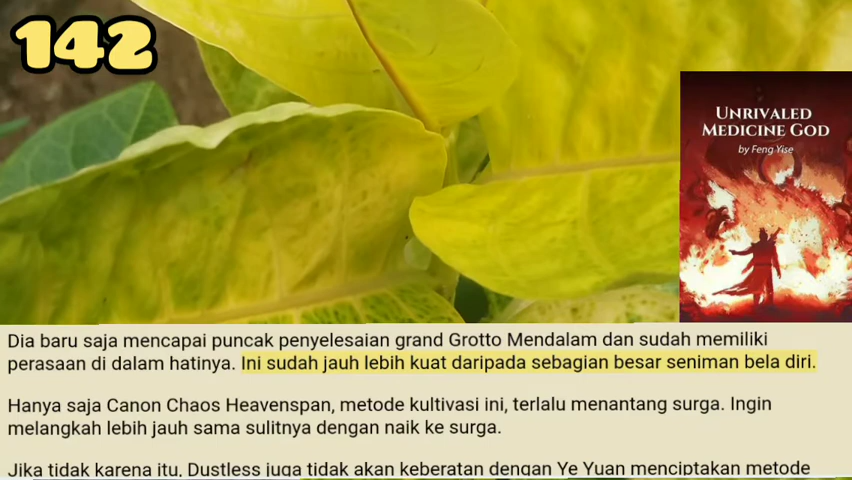 142
UNRIVALED
MEDICINE GOD
by Feng Yise
Dia baru saja mencapai puncak penyelesaian grand Grotto Mendalam dan sudah memiliki
perasaan di dalam hatinya. Ini sudah jauh lebih kuat daripada sebagian besar seniman bela diri.
Hanya saja Canon Chaos Heavenspan, metode kultivasi ini, terlalu menantang surga. Ingin
melangkah lebih jauh sama sulitnya dengan naik ke surga.
Jika tidak karena itu, Dustless juga tidak akan keberatan dengan Ye Yuan menciptakan metode